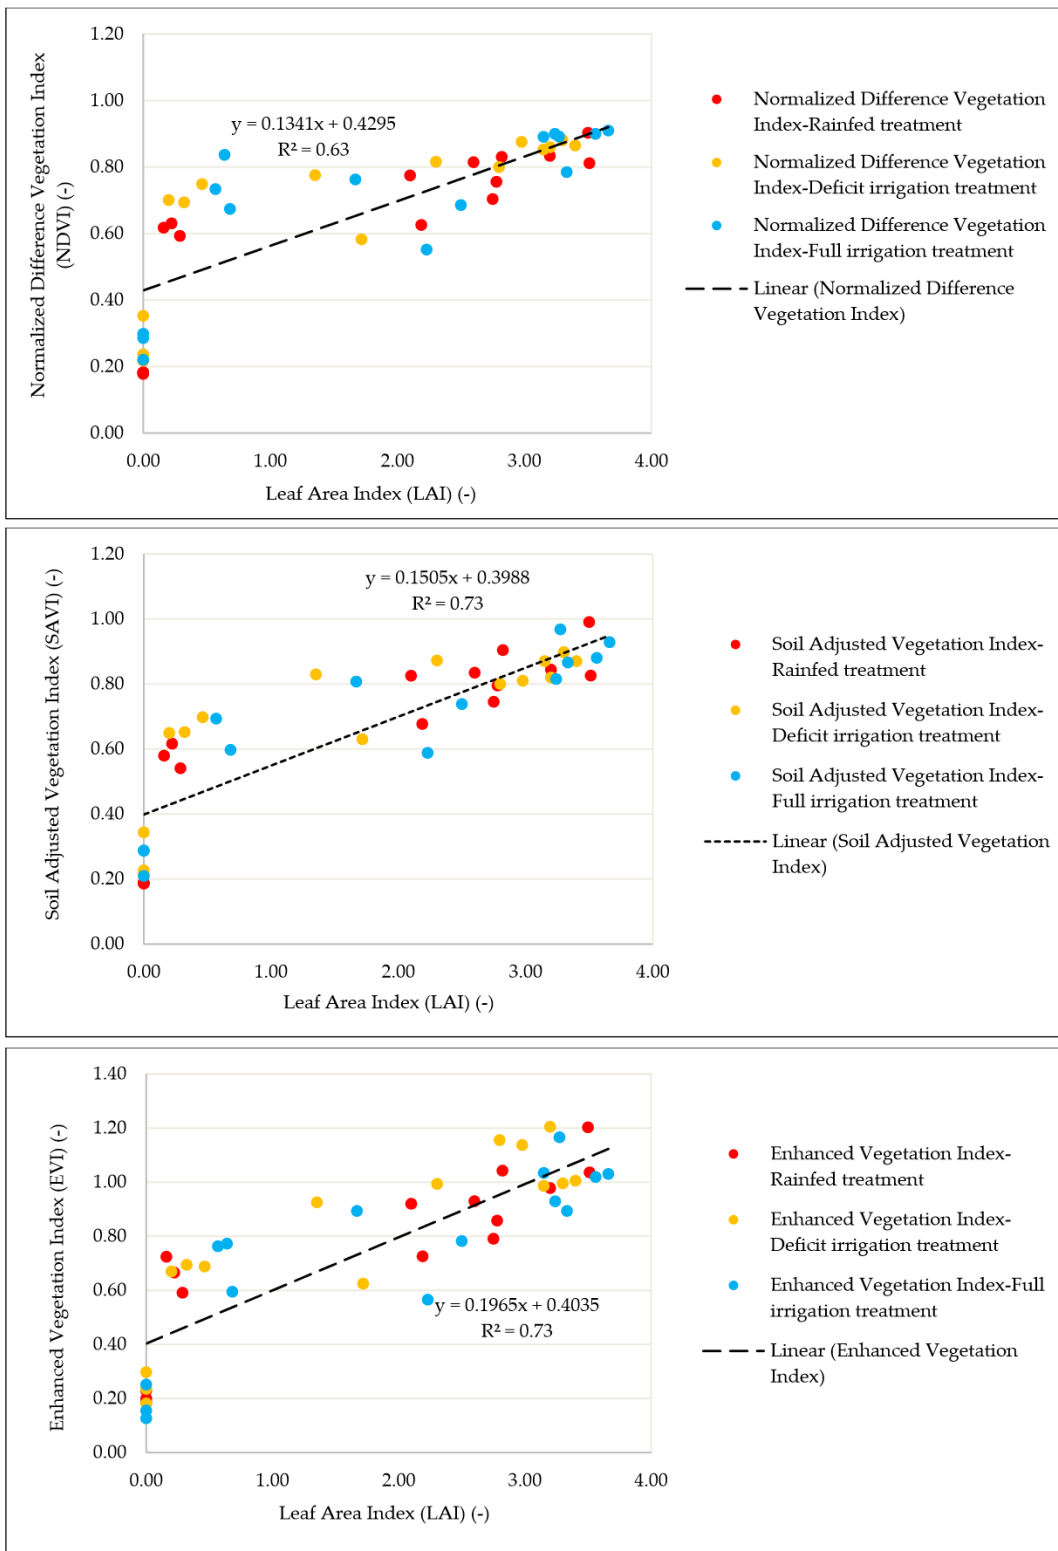 1.20
1.00
0.80
0.60
0.40
0.20
0.00
Normalized Difference Vegetation Index
(NDVI) (-)
y = 0.1341x + 0.4295
R² = 0.63
0.00 1.00 2.00 3.00 4.00
Leaf Area Index (LAI) (-)
Normalized Difference Vegetation
Index-Rainfed treatment
Normalized Difference Vegetation
Index-Deficit irrigation treatment
Normalized Difference Vegetation
Index-Full irrigation treatment
Linear (Normalized Difference
Vegetation Index)
1.20
1.00
0.80
0.60
0.40
0.20
0.00
Soil Adjusted Vegetation Index (SAVI) (-)
y = 0.1505x + 0.3988
R² = 0.73
0.00 1.00 2.00 3.00 4.00
Leaf Area Index (LAI) (-)
Soil Adjusted Vegetation Index-
Rainfed treatment
Soil Adjusted Vegetation Index-
Deficit irrigation treatment
Soil Adjusted Vegetation Index-
Full irrigation treatment
Linear (Soil Adjusted Vegetation
Index)
1.40
1.20
1.00
0.80
0.60
0.40
0.20
0.00
Enhanced Vegetation Index (EVI) (-)
y = 0.1965x + 0.4035
R² = 0.73
0.00 1.00 2.00 3.00 4.00
Leaf Area Index (LAI) (-)
Enhanced Vegetation Index-
Rainfed treatment
Enhanced Vegetation Index-
Deficit irrigation treatment
Enhanced Vegetation Index-Full
irrigation treatment
Linear (Enhanced Vegetation
Index)